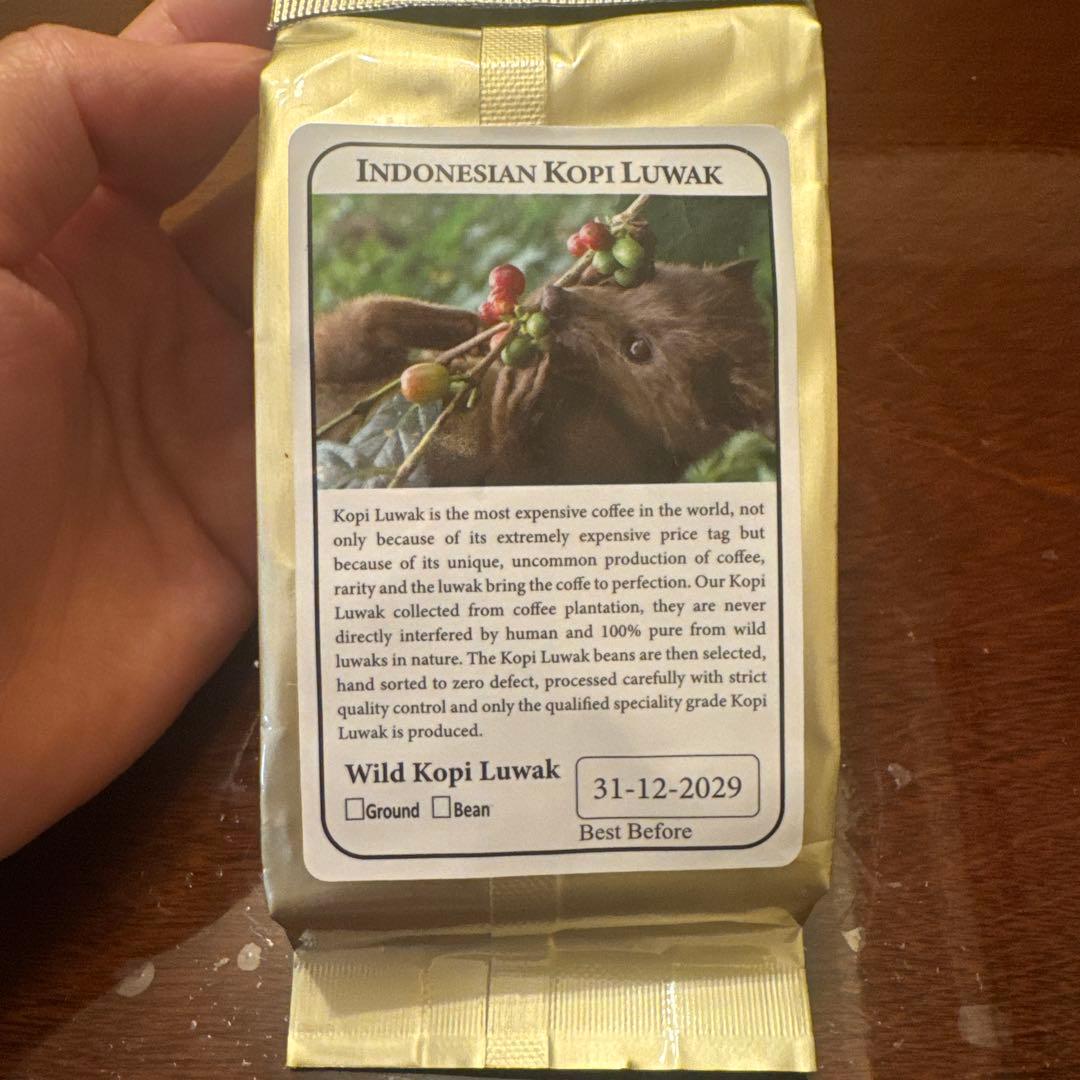 INDONESIAN KOPI LUWAK
Kopi Luwak is the most expensive coffee in the world, not
only because of its extremely expensive price tag but
because of its unique, uncommon production of coffee,
rarity and the luwak bring the coffe to perfection. Our Kopi
Luwak collected from coffee plantation, they are never
directly interfered by human and 100% pure from wild
luwaks in nature. The Kopi Luwak beans are then selected,
hand sorted to zero defect, processed carefully with strict
quality control and only the qualified speciality grade Kopi
Luwak is produced.
Wild Kopi Luwak
Ground Bean
31-12-2029
Best Before